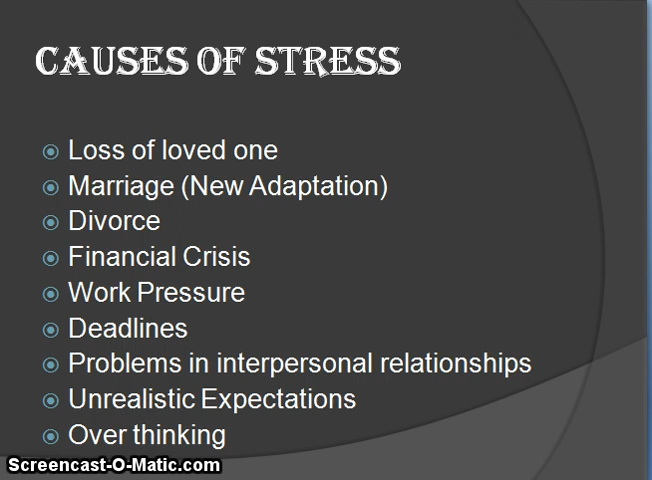 CAUSES OF STRESS
Loss of loved one
Marriage (New Adaptation)
Divorce
Financial Crisis
Work Pressure
Deadlines
Problems in interpersonal relationships
Unrealistic Expectations
Over thinking
Screencast-O-Matic.com